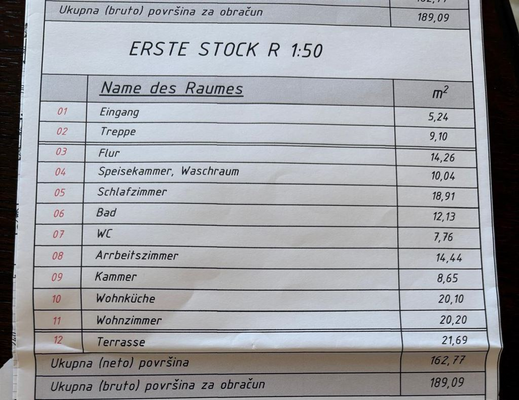 Ukupna (bruto) površina za obračun 189,09
ERSTE STOCK R 1:50
Name des Raumes m²
01 Eingang 5,24
02 Treppe 9,10
03 Flur 14,26
04 Speisekammer, Waschraum 10,04
05 Schlafzimmer 18,91
06 Bad 12,13
07 WC 7,76
08 Arrbeitszimmer 14,44
09 Kammer 8,65
10 Wohnküche 20,10
11 Wohnzimmer 20,20
12 Terrasse 21,69
Ukupna (neto) površina 162,77
Ukupna (bruto) površina za obračun 189,09